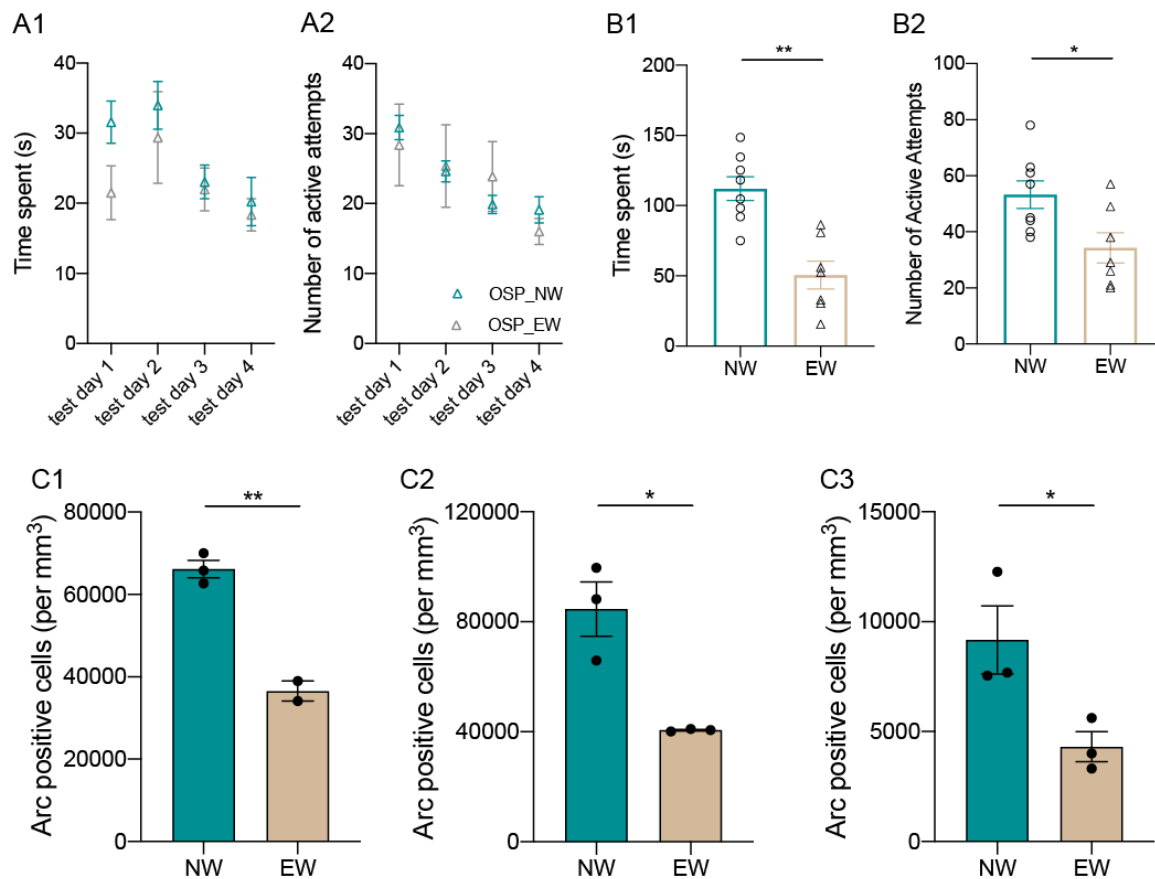 A1
Time spent (s)
40
30
20
10
0
test day 1
test day 2
test day 3
test day 4
A2
Number of active attempts
40
30
20
10
0
OSP_NW
OSP_EW
test day 1
test day 2
test day 3
test day 4
B1
Time spent (s)
200
150
100
50
0
**
NW
EW
B2
Number of Active Attempts
100
80
60
40
20
0
*
NW
EW
C1
Arc positive cells (per mm³)
80000
60000
40000
20000
0
**
NW
EW
C2
Arc positive cells (per mm³)
120000
80000
40000
0
*
NW
EW
C3
Arc positive cells (per mm³)
15000
10000
5000
0
*
NW
EW